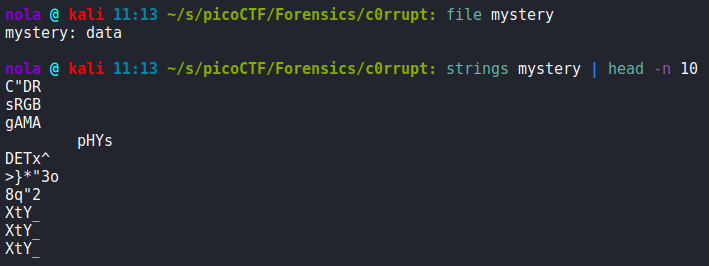 nola @ kali 11:13 ~/s/picoCTF/Forensics/c0rrupt: file mystery
mystery: data
nola @ kali 11:13 ~/s/picoCTF/Forensics/c0rrupt: strings mystery | head -n 10
C"DR
sRGB
gAMA
pHYs
DETx^
>}*"3o
8q"2
XtY_
XtY_
XtY_